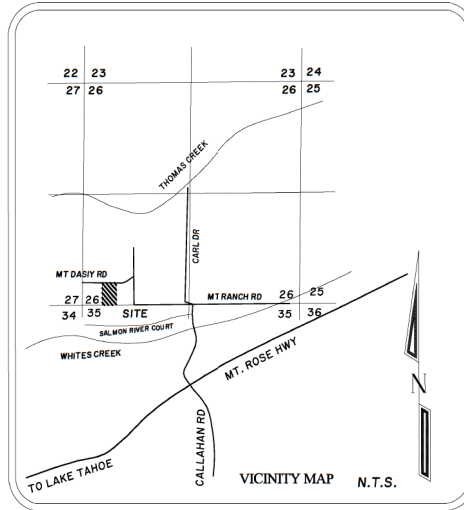 22 23
23 24
27 26
26 25
THOMAS CREEK
CARL DR
MT DASIY RD
27 26
MT RANCH RD
26 25
34 35
SITE
35 36
SALMON RIVER COURT
WHITES CREEK
MT. ROSE HWY
N
CALLAHAN RD
TO LAKE TAHOE
VICINITY MAP
N.T.S.